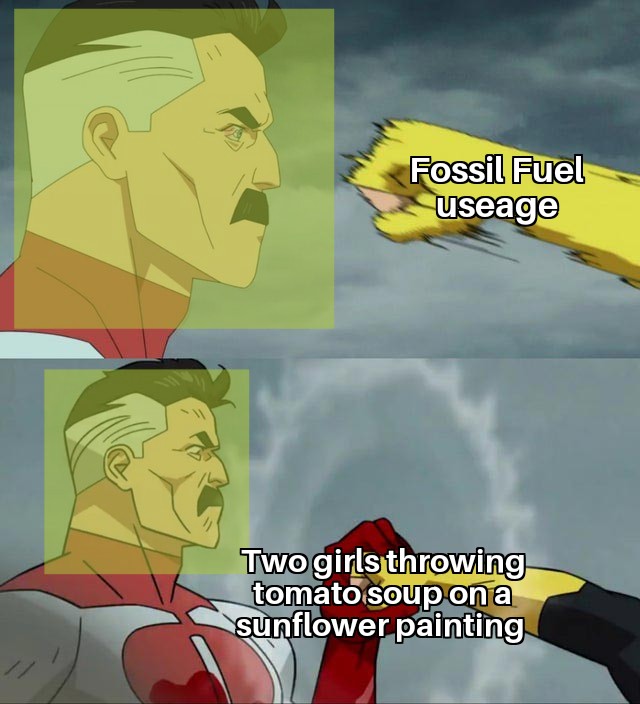 Fossil Fuel
useage
Two girls throwing
tomato soup on a
sunflower painting